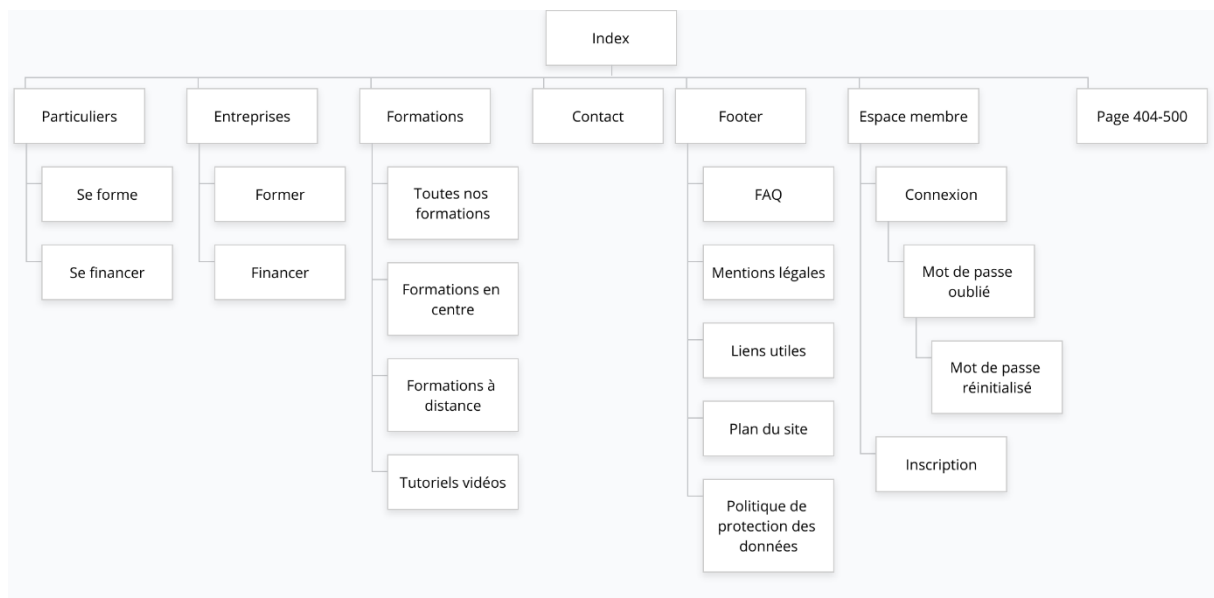 Index
Particuliers
Entreprises
Formations
Contact
Footer
Espace membre
Page 404-500
Se forme
Se financer
Former
Financer
Toutes nos
formations
Formations en
centre
Formations à
distance
Tutoriels vidéos
FAQ
Mentions légales
Liens utiles
Plan du site
Politique de
protection des
données
Connexion
Mot de passe
oublié
Mot de passe
réinitialisé
Inscription